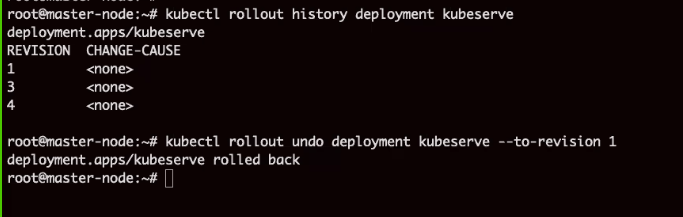 root@master-node:~# kubectl rollout history deployment kubeserve
deployment.apps/kubeserve
REVISION  CHANGE-CAUSE
1         <none>
3         <none>
4         <none>

root@master-node:~# kubectl rollout undo deployment kubeserve --to-revision 1
deployment.apps/kubeserve rolled back
root@master-node:~#